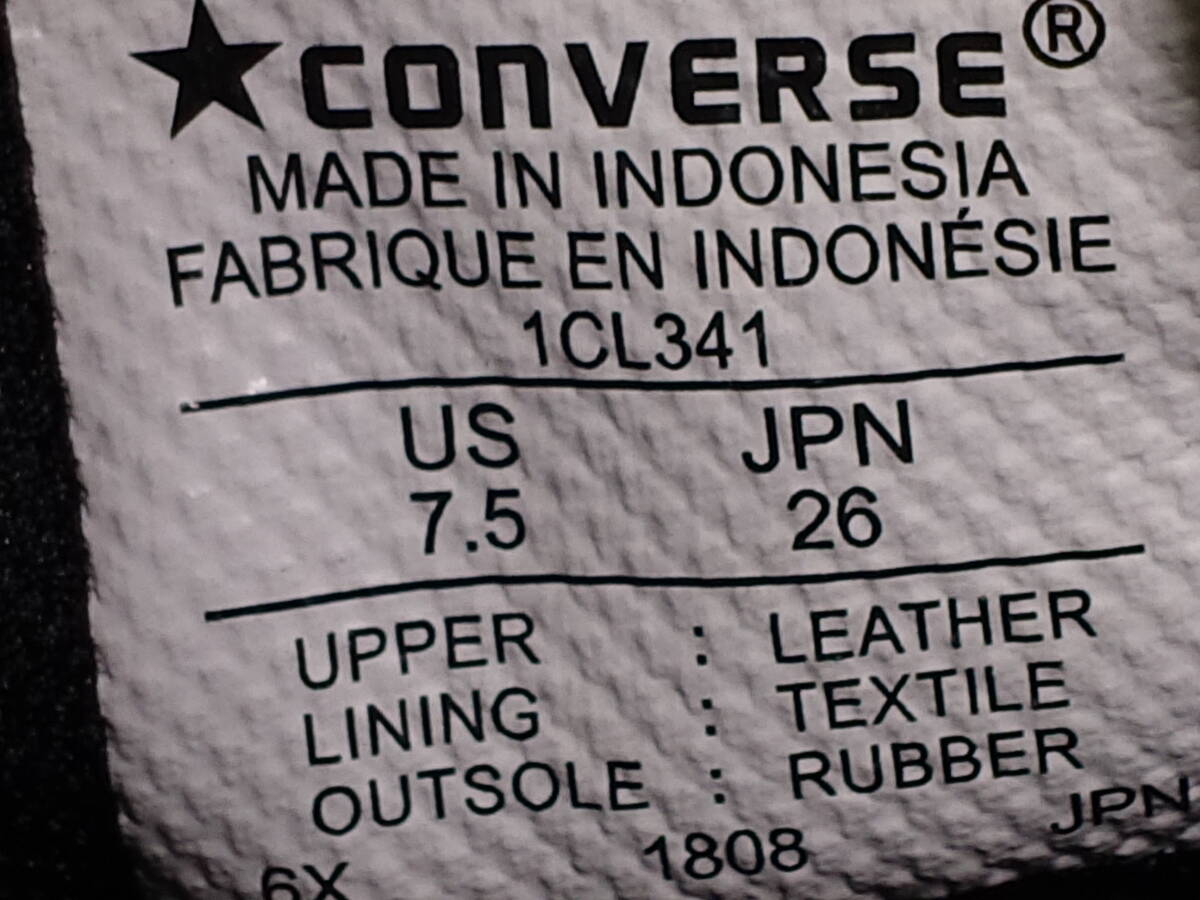 ★CONVERSE®
MADE IN INDONESIA
FABRIQUE EN INDONÉSIE
1CL341
US JPN
7.5 26
UPPER : LEATHER
LINING : TEXTILE
OUTSOLE : RUBBER
6X 1808 JPN